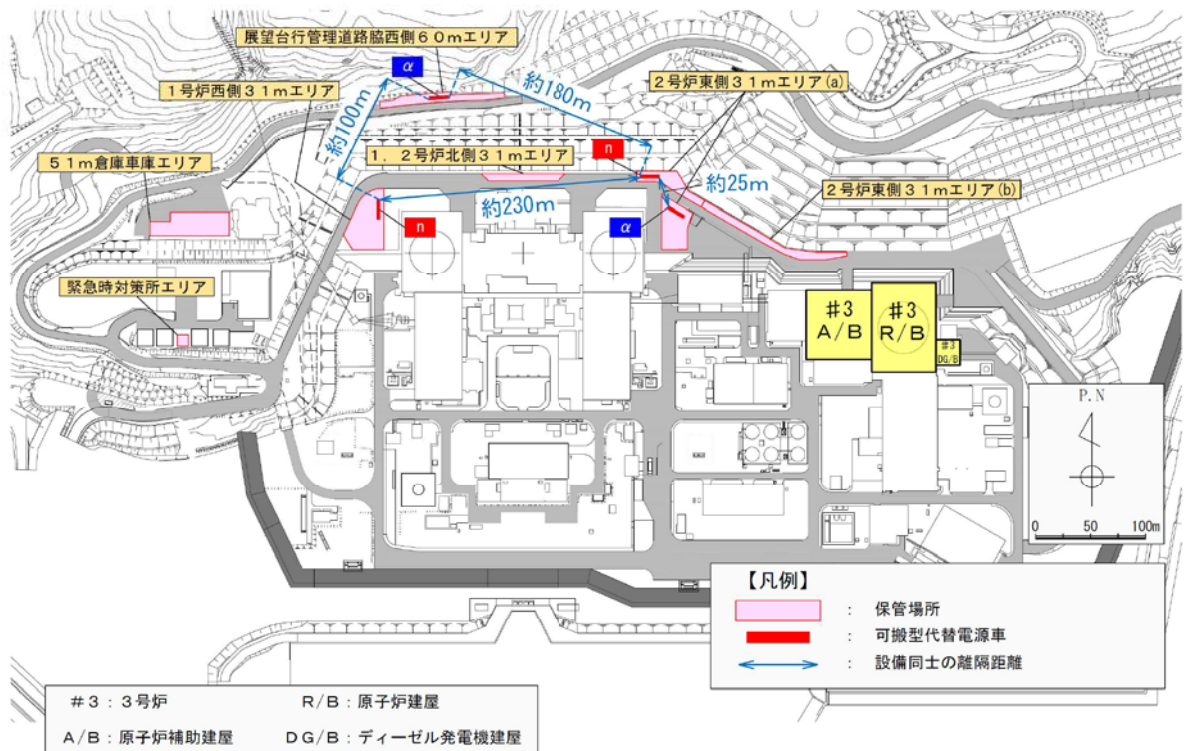 展望台行管理道路脇西側６０ｍエリア
α
１号炉西側３１ｍエリア
約180m
２号炉東側３１ｍエリア(a)
約100m
５１ｍ倉庫車庫エリア
１，２号炉北側３１ｍエリア
n
約25m
２号炉東側３１ｍエリア(b)
約230m
n
α
緊急時対策所エリア
＃3
A/B
＃3
R/B
＃3
DG/B
P.N
0 50 100m
【凡例】
： 保管場所
： 可搬型代替電源車
： 設備同士の離隔距離
＃３：３号炉
R/B：原子炉建屋
A/B：原子炉補助建屋
DG/B：ディーゼル発電機建屋